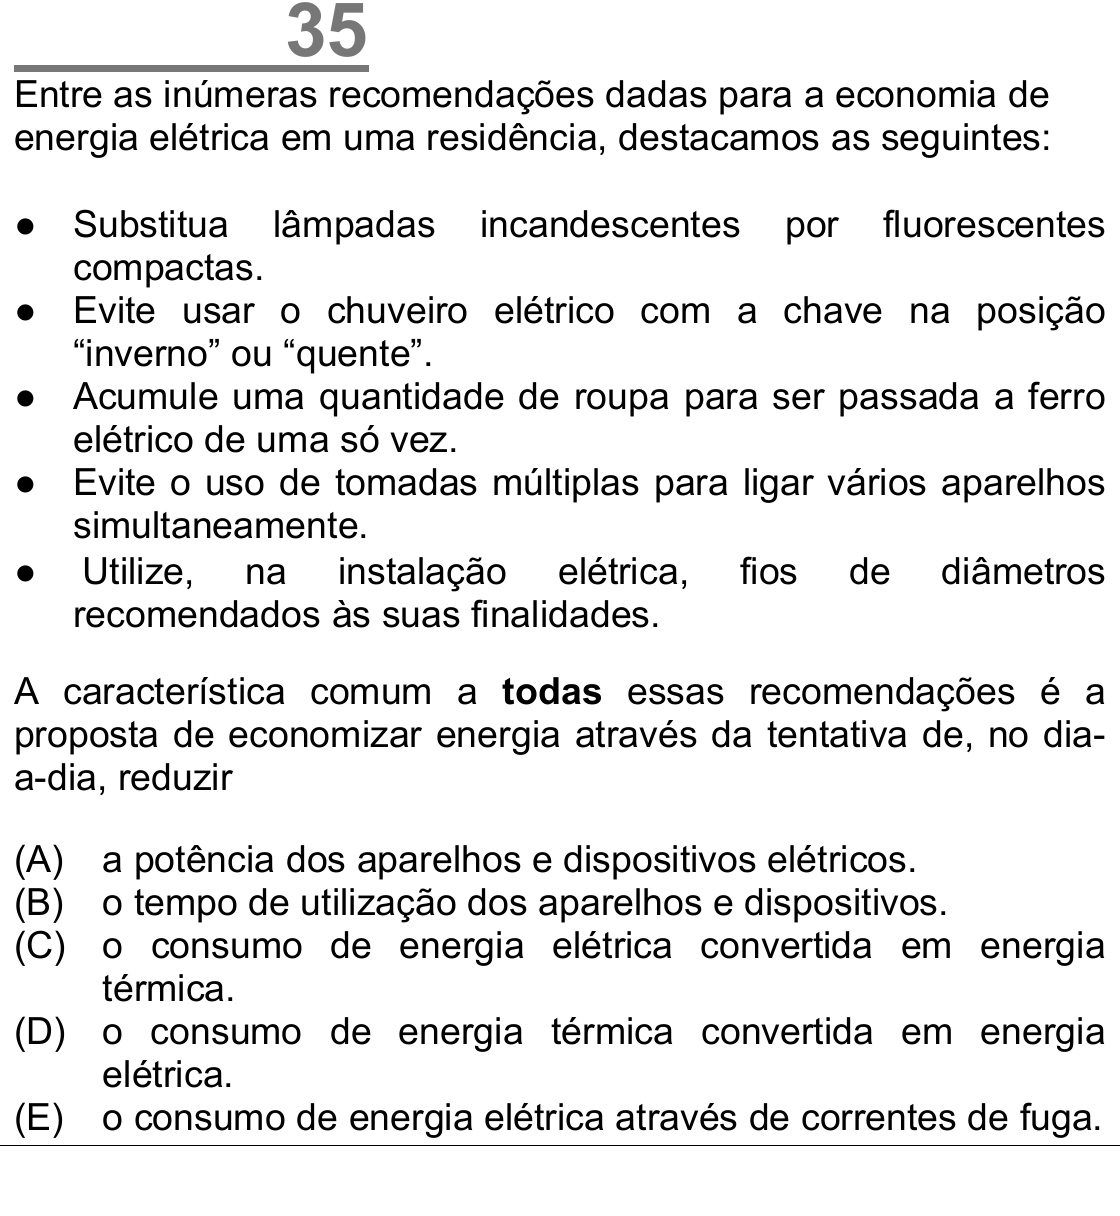 35
Entre as inúmeras recomendações dadas para a economia de
energia elétrica em uma residência, destacamos as seguintes:
● Substitua lâmpadas incandescentes por fluorescentes
compactas.
● Evite usar o chuveiro elétrico com a chave na posição
“inverno” ou “quente”.
● Acumule uma quantidade de roupa para ser passada a ferro
elétrico de uma só vez.
● Evite o uso de tomadas múltiplas para ligar vários aparelhos
simultaneamente.
● Utilize, na instalação elétrica, fios de diâmetros
recomendados às suas finalidades.
A característica comum a todas essas recomendações é a
proposta de economizar energia através da tentativa de, no dia-
a-dia, reduzir
(A) a potência dos aparelhos e dispositivos elétricos.
(B) o tempo de utilização dos aparelhos e dispositivos.
(C) o consumo de energia elétrica convertida em energia
térmica.
(D) o consumo de energia térmica convertida em energia
elétrica.
(E) o consumo de energia elétrica através de correntes de fuga.